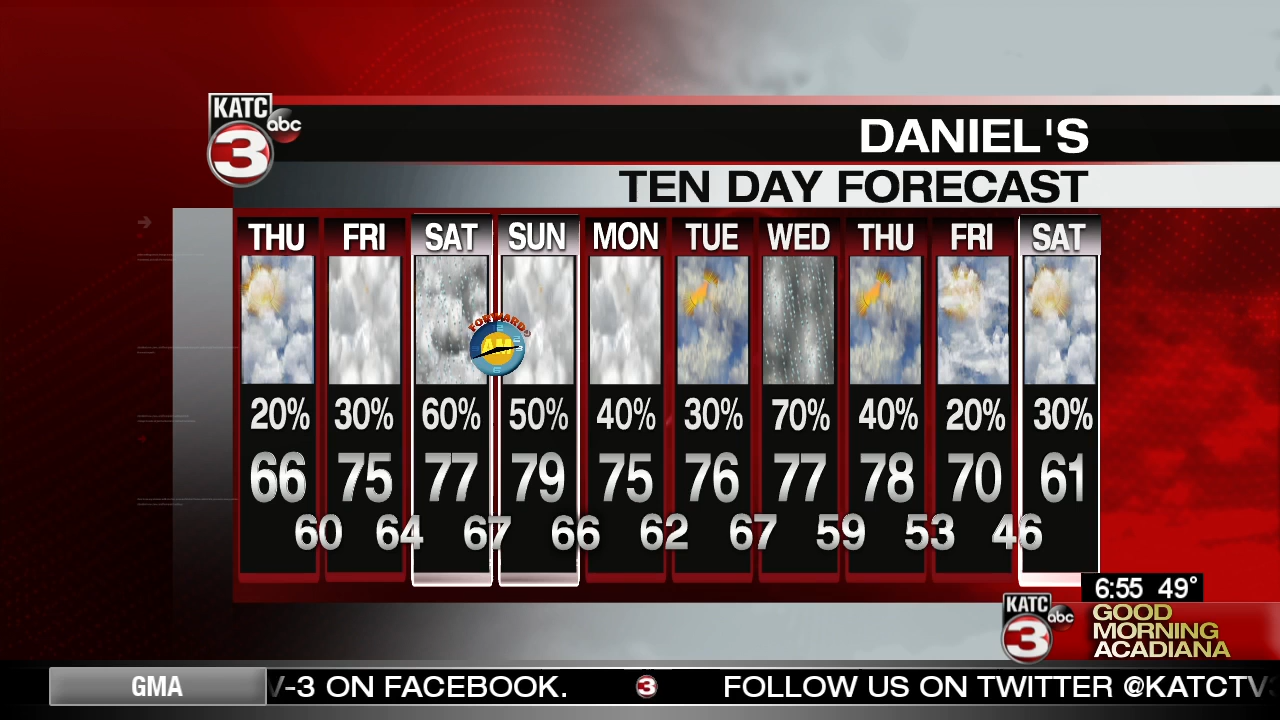 KATC
abc
3
DANIEL'S
TEN DAY FORECAST
THU FRI SAT SUN MON TUE WED THU FRI SAT
FORWARD
AM
20% 30% 60% 50% 40% 30% 70% 40% 20% 30%
66 75 77 79 75 76 77 78 70 61
60 64 67 66 62 67 59 53 46
6:55 49°
KATC
abc
3
GOOD
MORNING
ACADIANA
GMA
V-3 ON FACEBOOK. 3 FOLLOW US ON TWITTER @KATCTV3